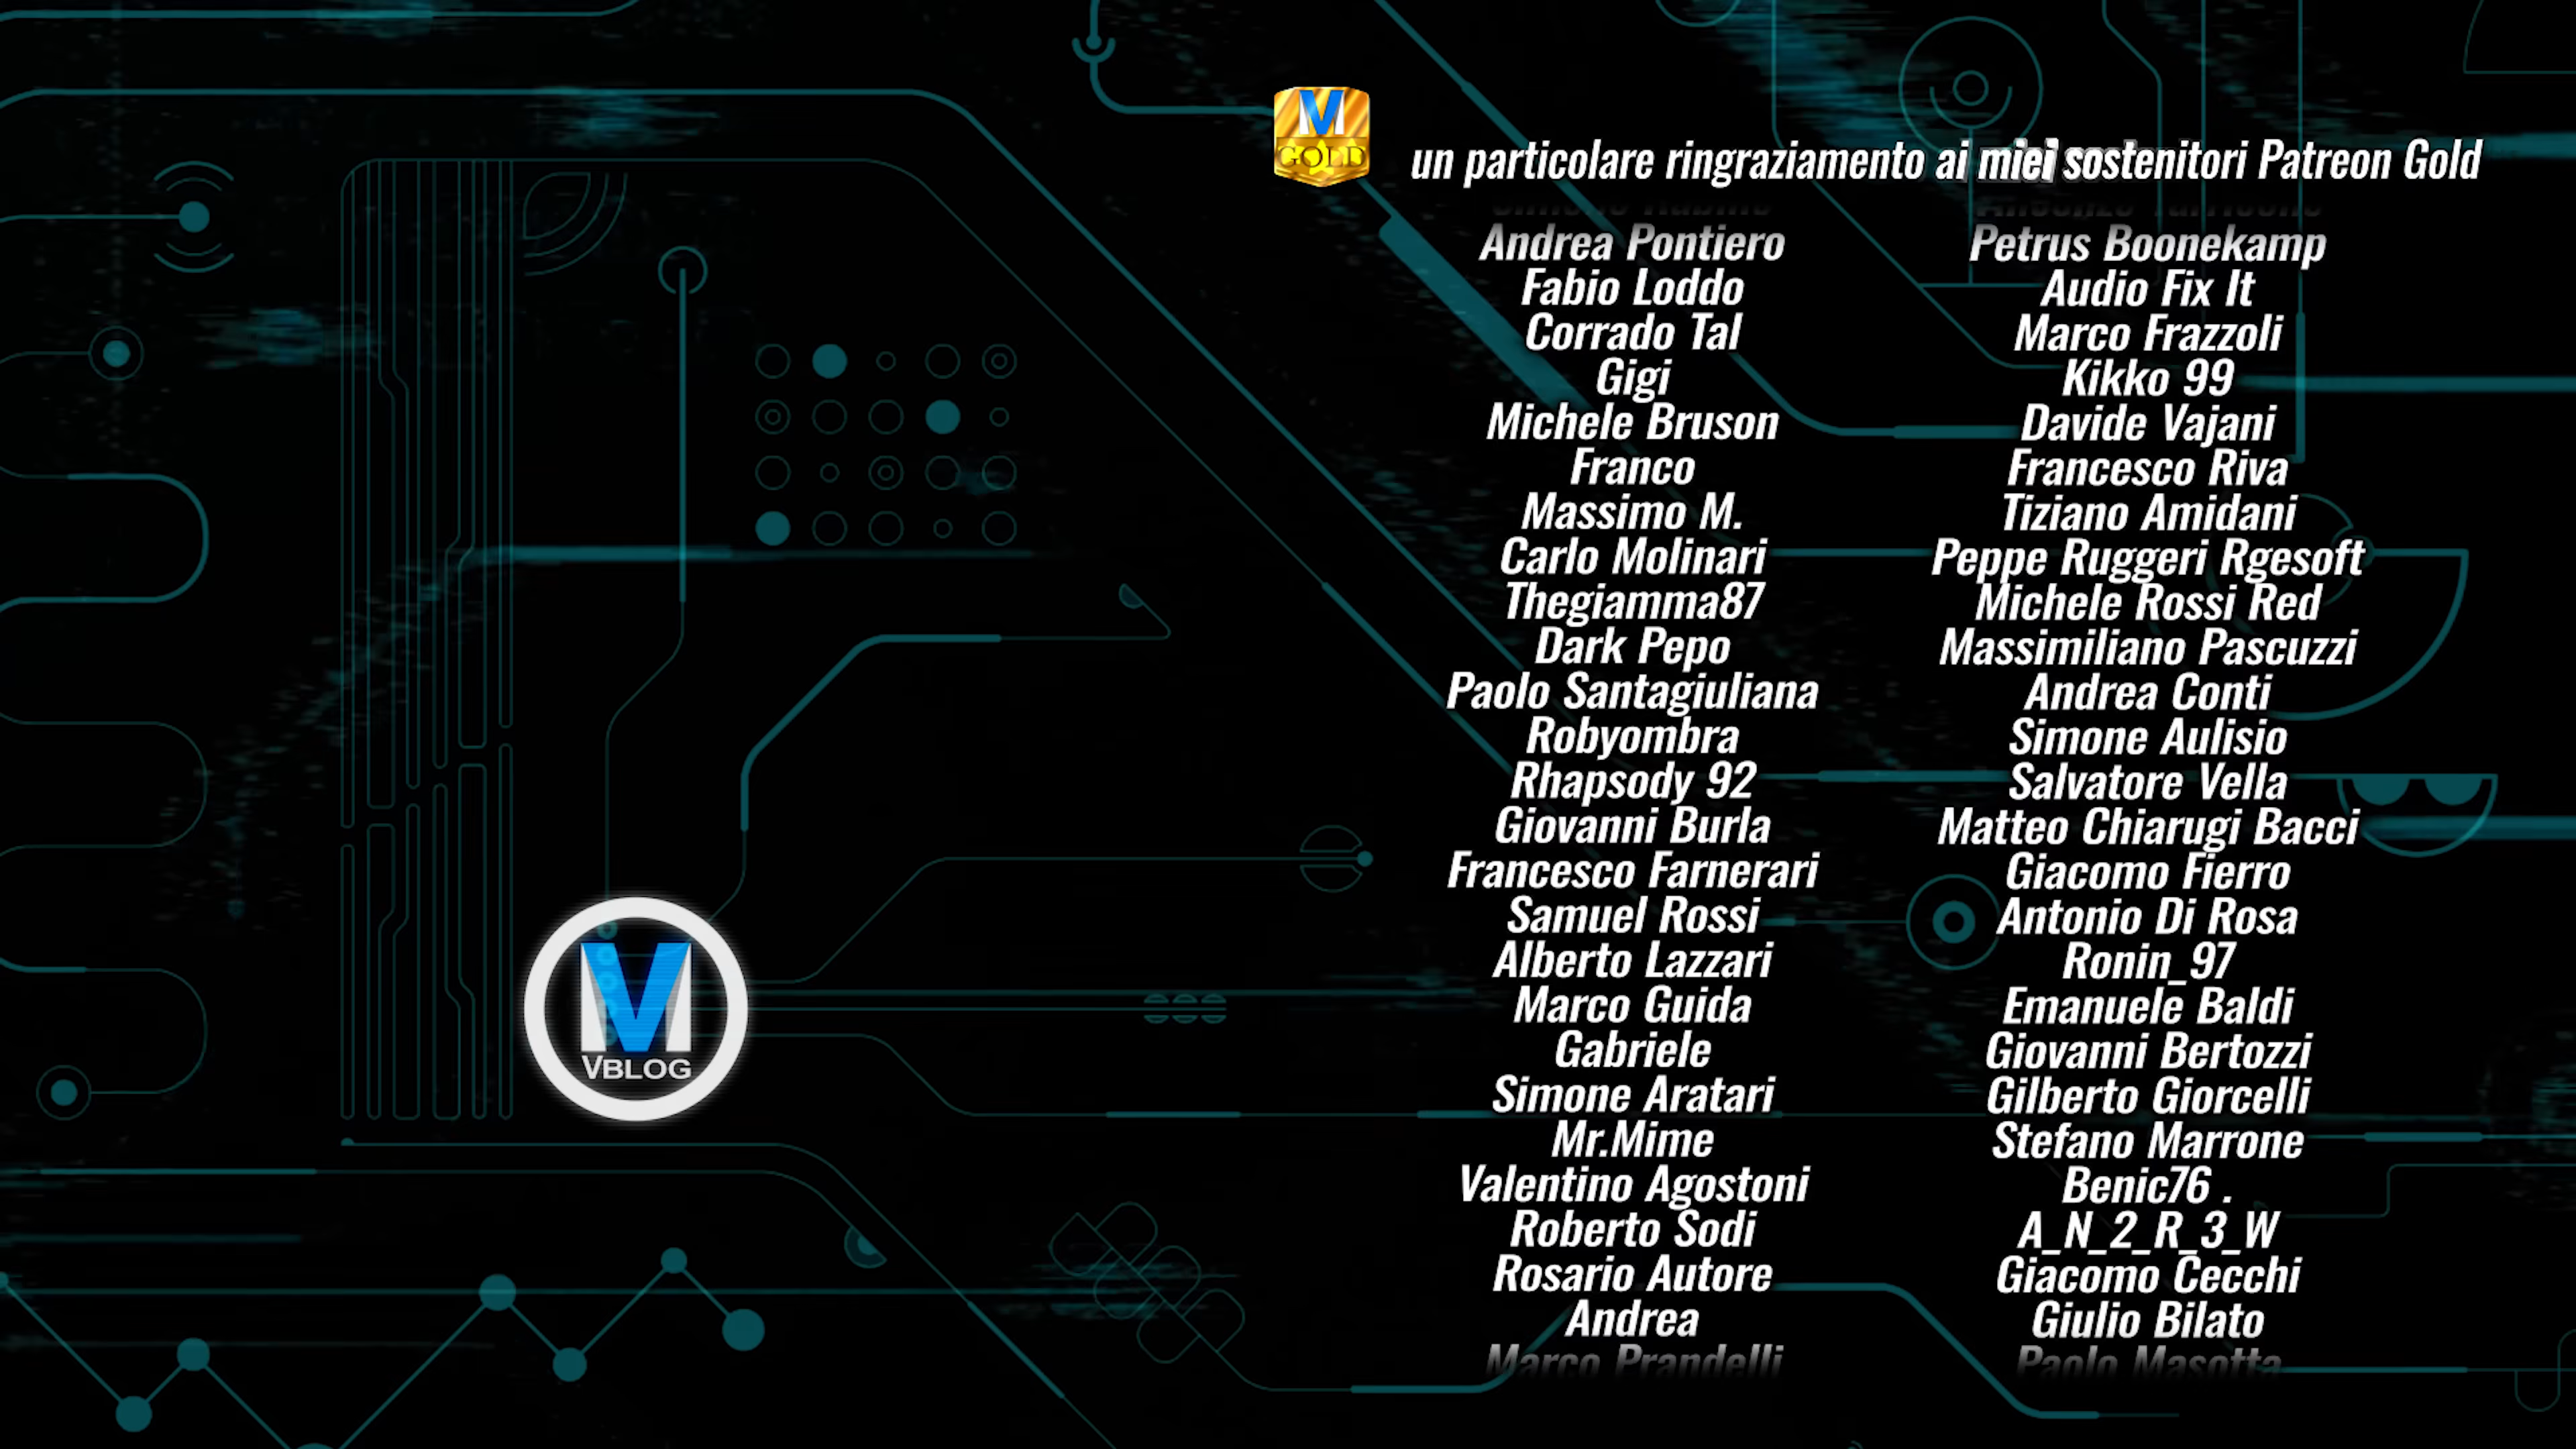 GOLD
un particolare ringraziamento ai miei sostenitori Patreon Gold
Andrea Pontiero
Fabio Loddo
Corrado Tal
Gigi
Michele Bruson
Franco
Massimo M.
Carlo Molinari
Thegiamma87
Dark Pepo
Paolo Santagiuliana
Robyombra
Rhapsody 92
Giovanni Burla
Francesco Farnerari
Samuel Rossi
Alberto Lazzari
Marco Guida
Gabriele
Simone Aratari
Mr.Mime
Valentino Agostoni
Roberto Sodi
Rosario Autore
Andrea
Marco Prandelli
Petrus Boonekamp
Audio Fix It
Marco Frazzoli
Kikko 99
Davide Vajani
Francesco Riva
Tiziano Amidani
Peppe Ruggeri Rgesoft
Michele Rossi Red
Massimiliano Pascuzzi
Andrea Conti
Simone Aulisio
Salvatore Vella
Matteo Chiarugi Bacci
Giacomo Fierro
Antonio Di Rosa
Ronin_97
Emanuele Baldi
Giovanni Bertozzi
Gilberto Giorcelli
Stefano Marrone
Benic76 .
A_N_2_R_3_W
Giacomo Cecchi
Giulio Bilato
Paolo Masotta
VBLOG